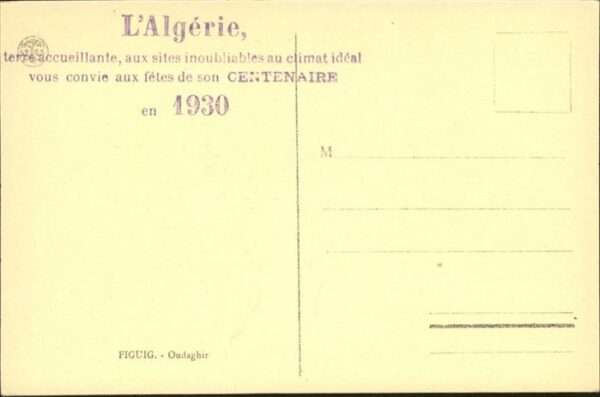 L'Algérie,
terre accueillante, aux sites inoubliables au climat idéal
vous convie aux fêtes de son CENTENAIRE
en 1930
M
FIGUIG. - Oudaghir